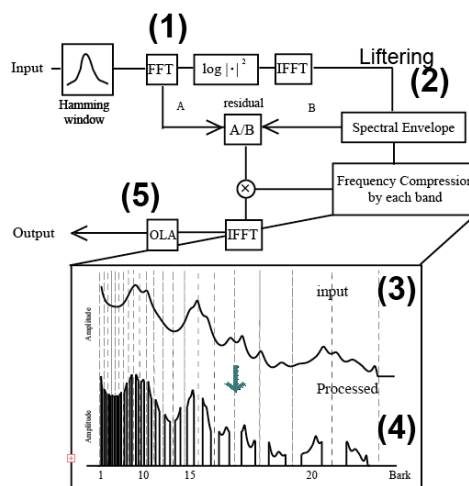 (1)
Liftering
Input
FFT
log |·|²
IFFT
(2)
Hamming
window
A
residual
B
A/B
Spectral Envelope
×
Frequency Compression
by each band
(5)
Output
OLA
IFFT
input
(3)
Amplitude
Processed
(4)
Amplitude
1 10 15 20 Bark